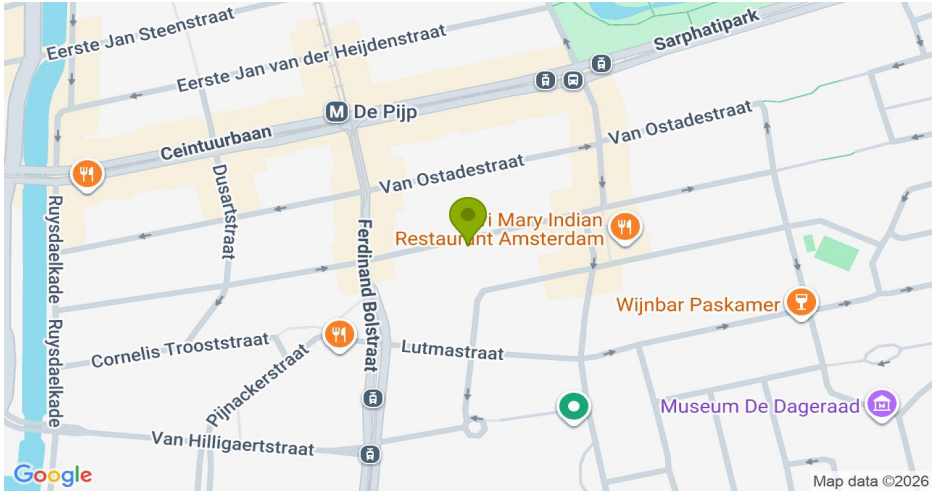 Eerste Jan Steenstraat
Eerste Jan van der Heijdenstraat
Sarphatipark
M De Pijp
Ceintuurbaan
Van Ostadestraat
Van Ostadestraat
Dusartstraat
Ruysdaelkade
Ferdinand Bolstraat
i Mary Indian
Restaurant Amsterdam
Wijnbar Paskamer
Ruysdaelkade
Cornelis Trooststraat
Lutmastraat
Pijnackerstraat
Museum De Dageraad
Van Hilligaertstraat
Google
Map data ©2026